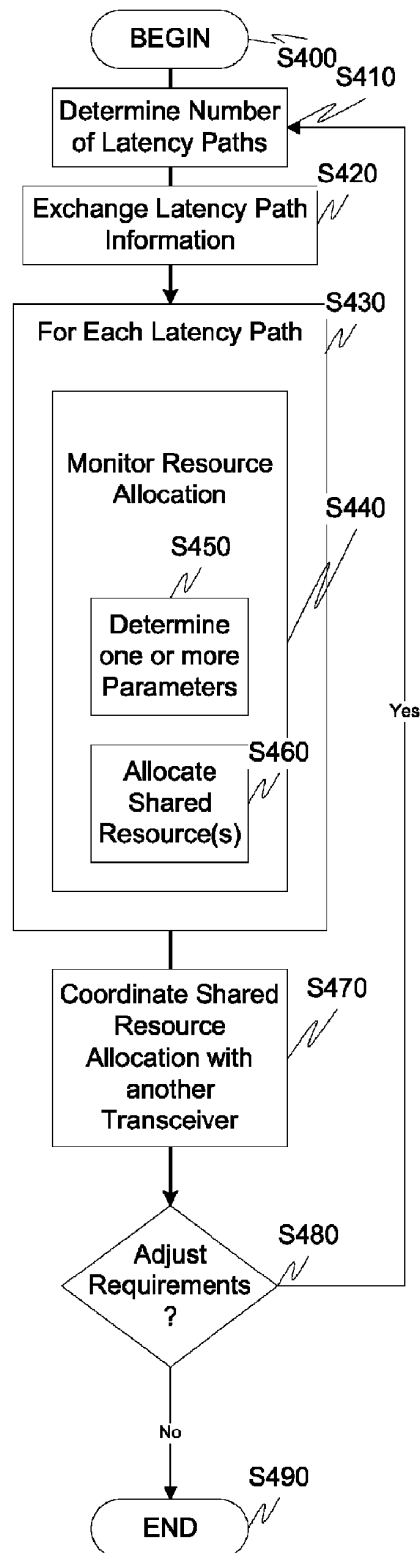 BEGIN
S400
S410
Determine Number
of Latency Paths
S420
Exchange Latency Path
Information
S430
For Each Latency Path
Monitor Resource
Allocation
S440
S450
Determine
one or more
Parameters
Yes
S460
Allocate
Shared
Resource(s)
Coordinate Shared
Resource
Allocation with
another
Transceiver
S470
S480
Adjust
Requirements
?
No
S490
END